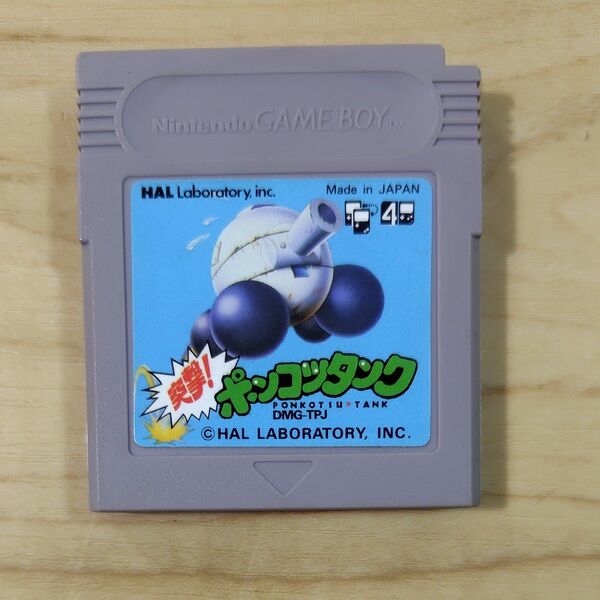 Nintendo GAME BOY™
HAL Laboratory, inc.
Made in JAPAN
4
突撃!
ポンコツタンク
PONKOTSU★TANK
DMG-TPJ
©HAL LABORATORY, INC.